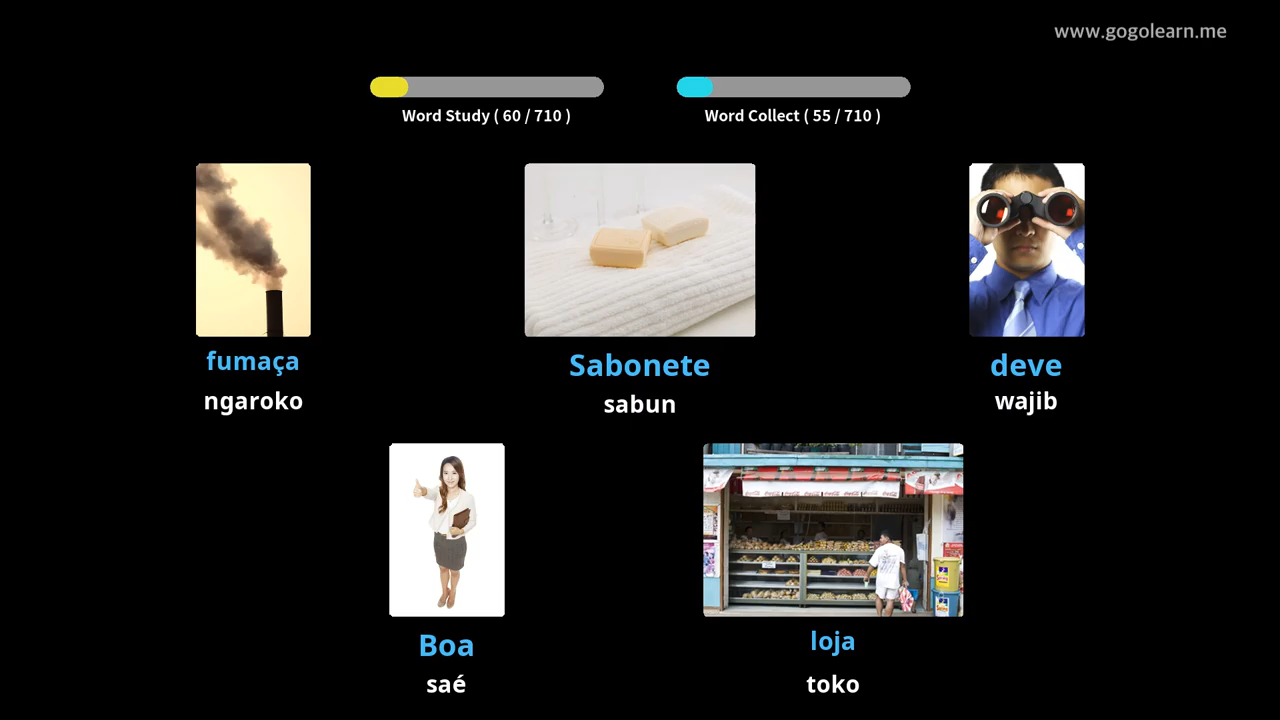 www.gogolearn.me
Word Study ( 60 / 710 )
Word Collect ( 55 / 710 )
fumaça
ngaroko
Sabonete
sabun
deve
wajib
Boa
saé
loja
toko